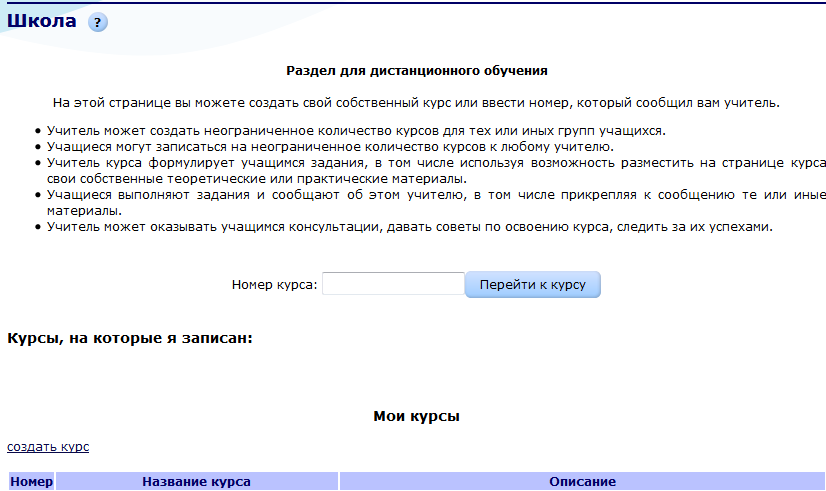 Школа ?
Раздел для дистанционного обучения
На этой странице вы можете создать свой собственный курс или ввести номер, который сообщил вам учитель.
• Учитель может создать неограниченное количество курсов для тех или иных групп учащихся.
• Учащиеся могут записаться на неограниченное количество курсов к любому учителю.
• Учитель курса формулирует учащимся задания, в том числе используя возможность разместить на странице курса
свои собственные теоретические или практические материалы.
• Учащиеся выполняют задания и сообщают об этом учителю, в том числе прикрепляя к сообщению те или иные
материалы.
• Учитель может оказывать учащимся консультации, давать советы по освоению курса, следить за их успехами.
Номер курса: Перейти к курсу
Курсы, на которые я записан:
Мои курсы
создать курс
Номер Название курса Описание